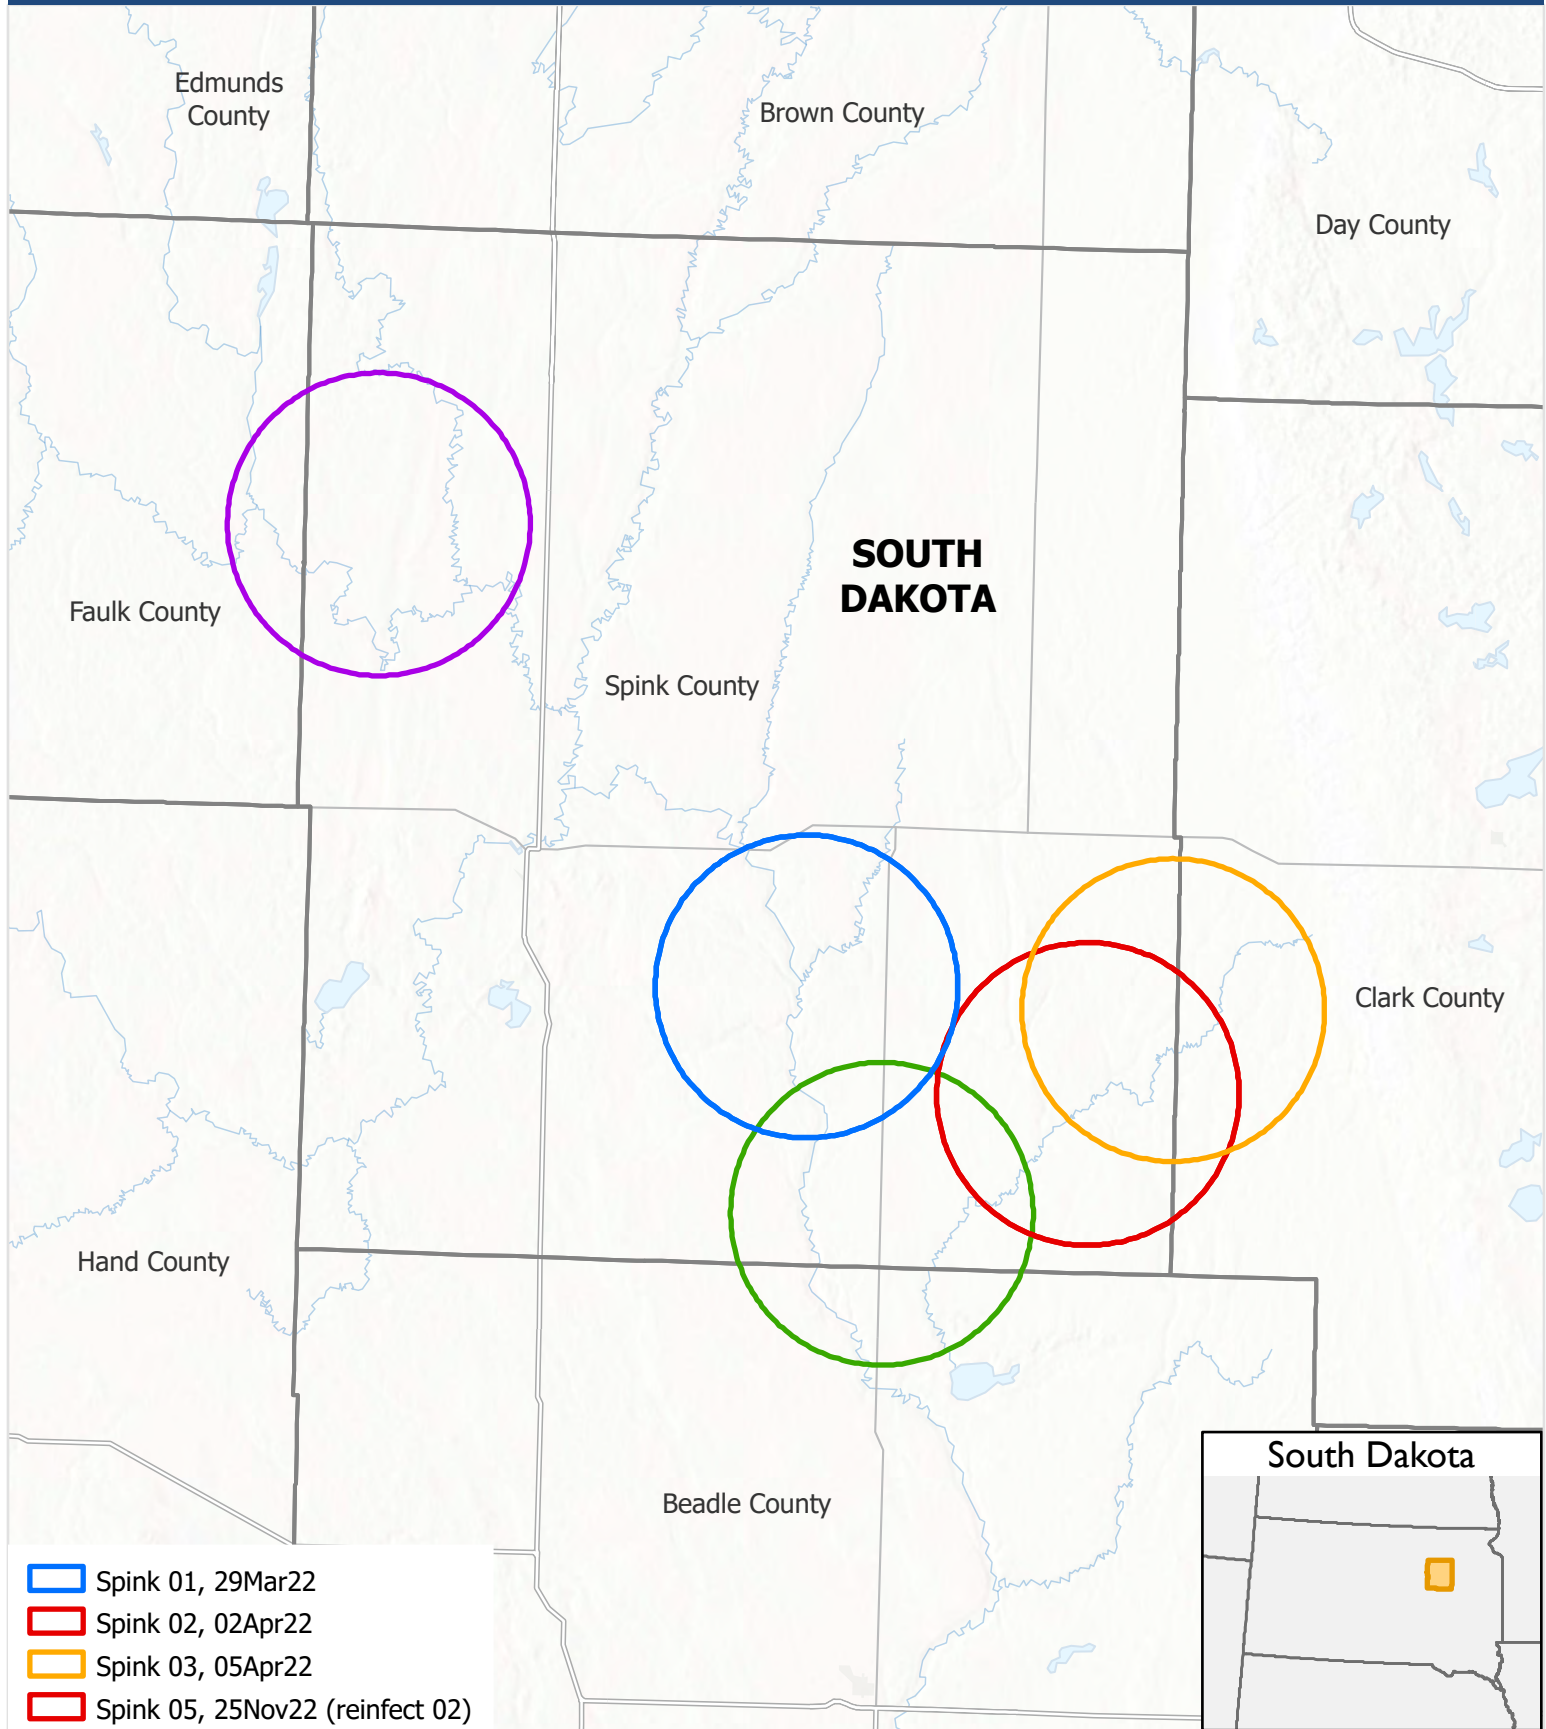 Edmunds
County
Brown County
Day County
SOUTH
DAKOTA
Faulk County
Spink County
Clark County
Hand County
Beadle County
South Dakota
Spink 01, 29Mar22
Spink 02, 02Apr22
Spink 03, 05Apr22
Spink 05, 25Nov22 (reinfect 02)